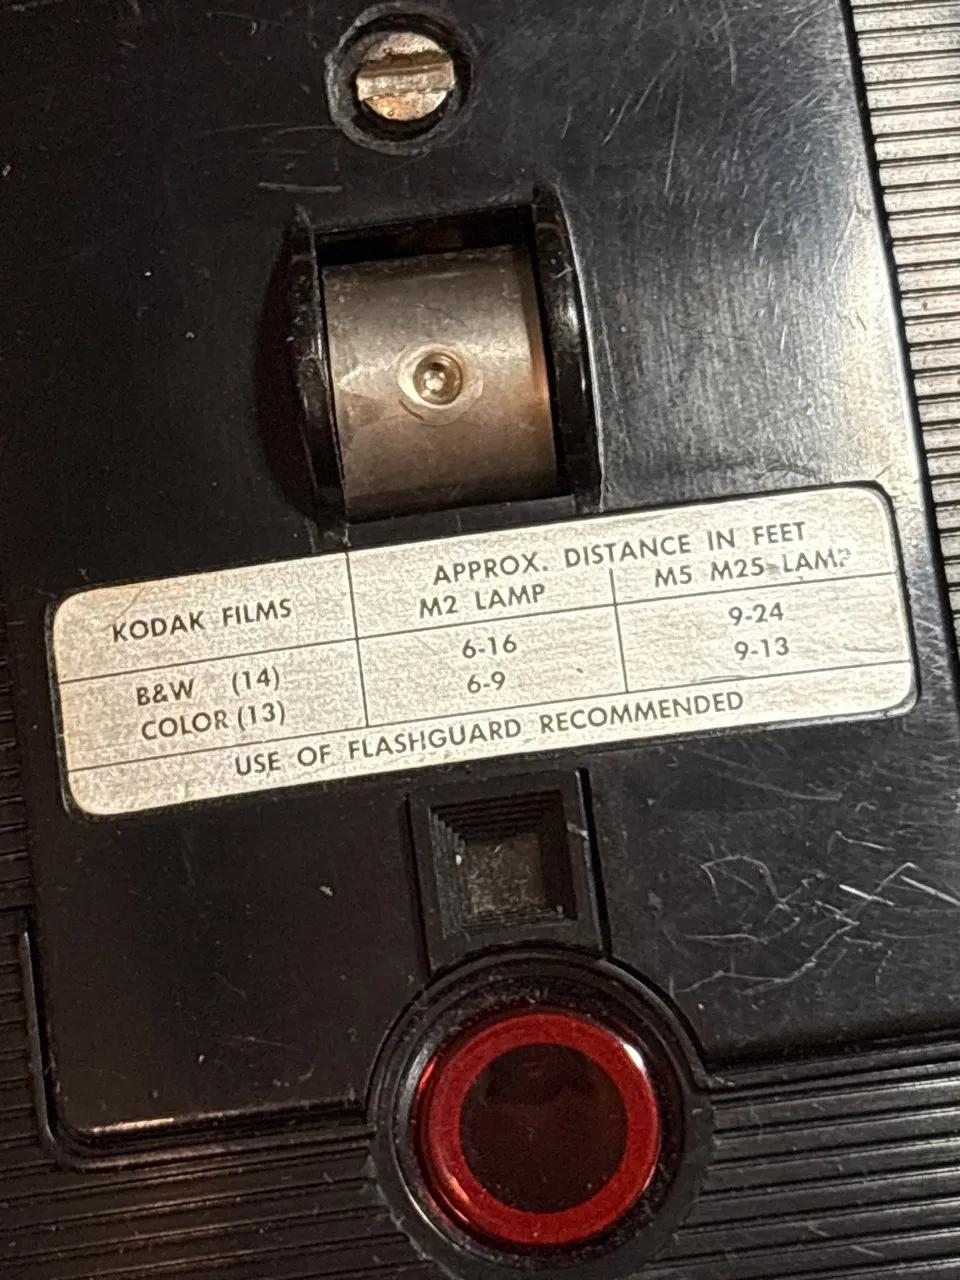 KODAK FILMS
APPROX. DISTANCE IN FEET
M2 LAMP M5 M25 LAMP
B&W (14) 6-16 9-24
COLOR (13) 6-9 9-13
USE OF FLASHGUARD RECOMMENDED